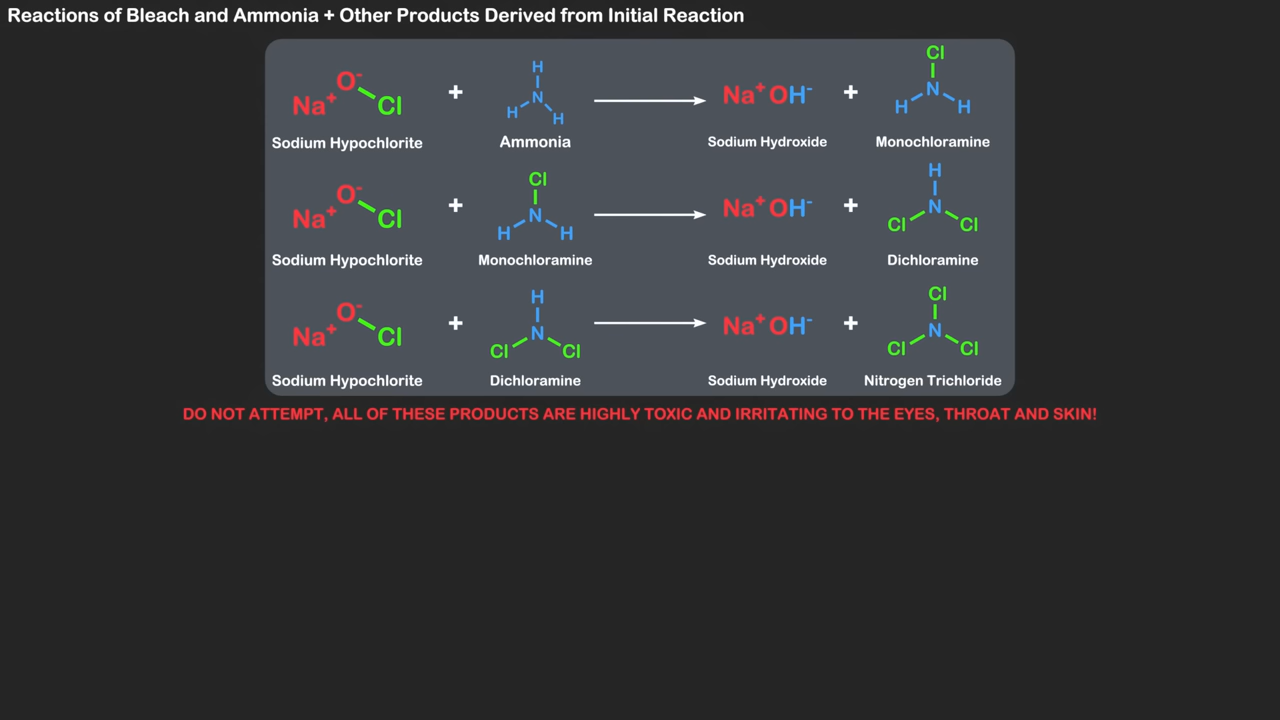 Reactions of Bleach and Ammonia + Other Products Derived from Initial Reaction
Na⁺ O⁻ Cl + H N H H Na⁺ OH⁻ + Cl N H H
Sodium Hypochlorite Ammonia Sodium Hydroxide Monochloramine
Na⁺ O⁻ Cl + Cl N H H Na⁺ OH⁻ + H N Cl Cl
Sodium Hypochlorite Monochloramine Sodium Hydroxide Dichloramine
Na⁺ O⁻ Cl + H N Cl Cl Na⁺ OH⁻ + Cl N Cl Cl
Sodium Hypochlorite Dichloramine Sodium Hydroxide Nitrogen Trichloride
DO NOT ATTEMPT, ALL OF THESE PRODUCTS ARE HIGHLY TOXIC AND IRRITATING TO THE EYES, THROAT AND SKIN!